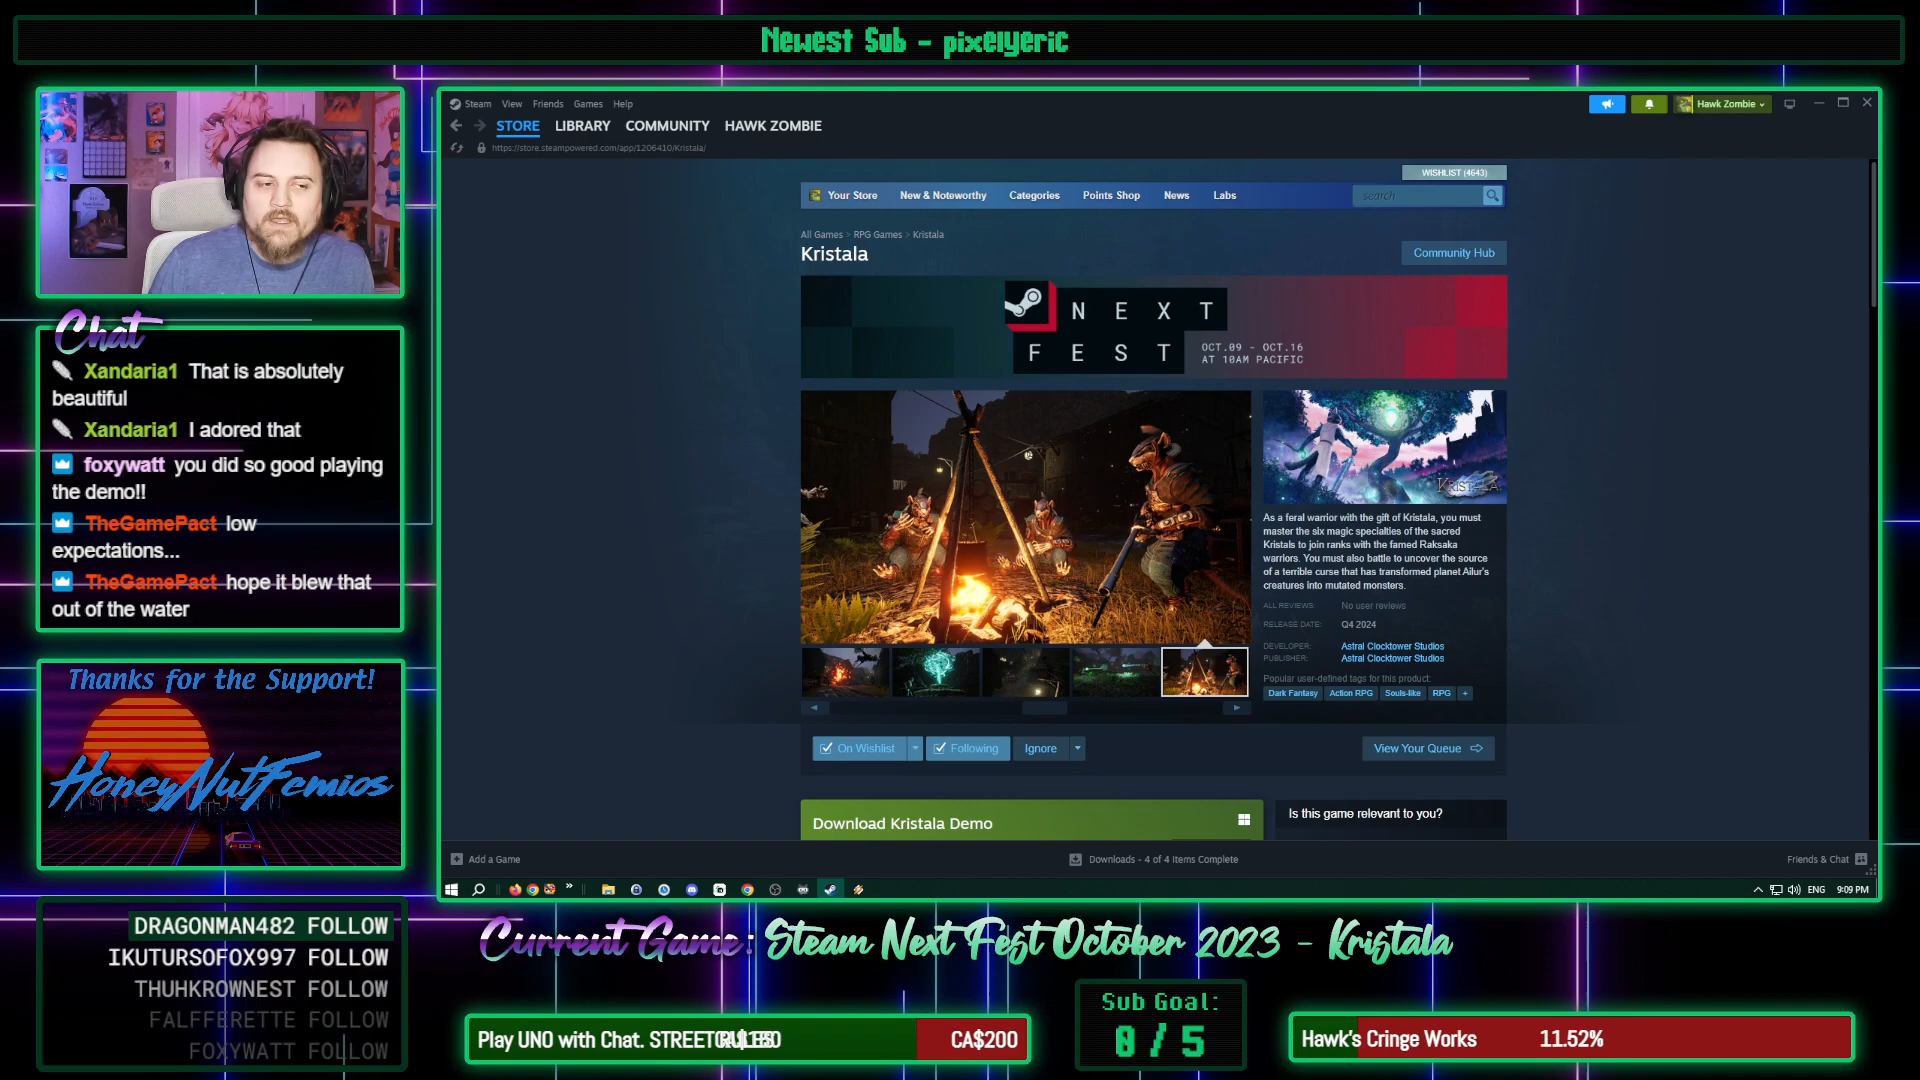 Newest Sub - pixelyeric
Steam View Friends Games Help
Hawk Zombie
STORE LIBRARY COMMUNITY HAWK ZOMBIE
https://store.steampowered.com/app/1206410/Kristala/
WISHLIST (4643)
Your Store New & Noteworthy Categories Points Shop News Labs
search
All Games > RPG Games > Kristala
Kristala
Community Hub
NEXT
FEST
OCT.09 - OCT.16
AT 10AM PACIFIC
KRISTALA
As a feral warrior with the gift of Kristala, you must
master the six magic specialties of the sacred
Kristals to join ranks with the famed Raksaka
warriors. You must also battle to uncover the source
of a terrible curse that has transformed planet Ailur's
creatures into mutated monsters.
ALL REVIEWS: No user reviews
RELEASE DATE: Q4 2024
DEVELOPER: Astral Clocktower Studios
PUBLISHER: Astral Clocktower Studios
Popular user-defined tags for this product:
Dark Fantasy Action RPG Souls-like RPG +
On Wishlist Following Ignore View Your Queue
Download Kristala Demo
Is this game relevant to you?
Add a Game Downloads - 4 of 4 Items Complete Friends & Chat
ENG 9:09 PM
Chat
Xandaria1 That is absolutely
beautiful
Xandaria1 I adored that
foxywatt you did so good playing
the demo!!
TheGamePact low
expectations...
TheGamePact hope it blew that
out of the water
Thanks for the Support!
HoneyNutFemios
DRAGONMAN482 FOLLOW
IKUTURSOFOX997 FOLLOW
THUHKROWNEST FOLLOW
FALFFERETTE FOLLOW
FOXYWATT FOLLOW
Current Game: Steam Next Fest October 2023 - Kristala
Play UNO with Chat. STREET CA$200
Sub Goal:
0 / 5
Hawk's Cringe Works 11.52%